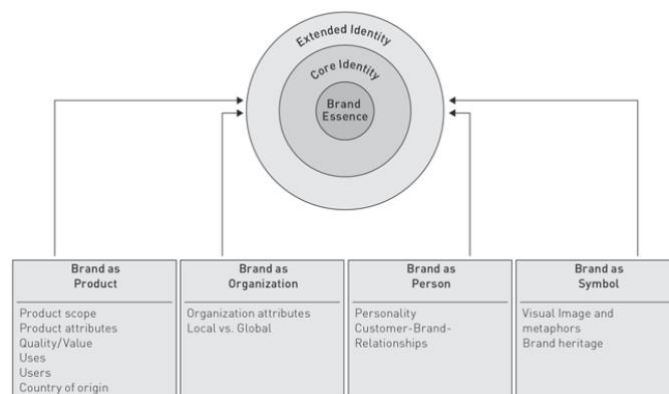 Extended Identity
Core Identity
Brand
Essence
Brand as
Product
Product scope
Product attributes
Quality/Value
Uses
Users
Country of origin
Brand as
Organization
Organization attributes
Local vs. Global
Brand as
Person
Personality
Customer-Brand-
Relationships
Brand as
Symbol
Visual Image and
metaphors
Brand heritage